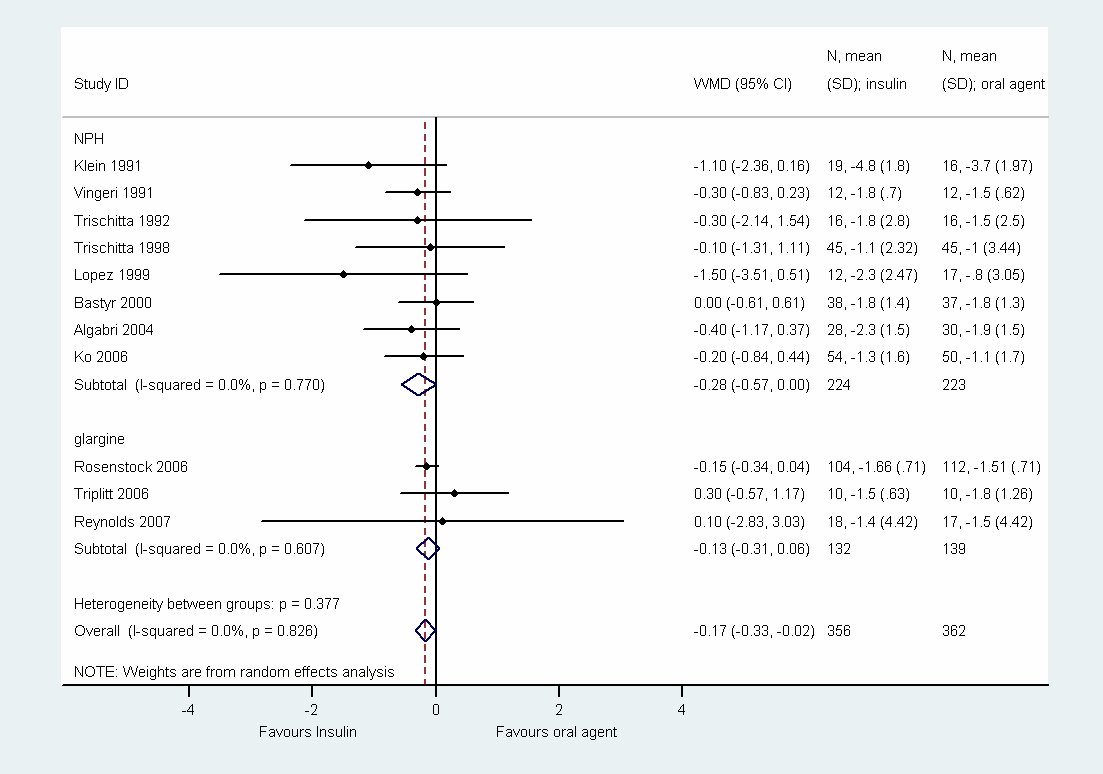 N, mean N, mean
Study ID WMD (95% CI) (SD); insulin (SD); oral agent
NPH
Klein 1991 -1.10 (-2.36, 0.16) 19, -4.8 (1.8) 16, -3.7 (1.97)
Vingeri 1991 -0.30 (-0.83, 0.23) 12, -1.8 (.7) 12, -1.5 (.62)
Trischitta 1992 -0.30 (-2.14, 1.54) 16, -1.8 (2.8) 16, -1.5 (2.5)
Trischitta 1998 -0.10 (-1.31, 1.11) 45, -1.1 (2.32) 45, -1 (3.44)
Lopez 1999 -1.50 (-3.51, 0.51) 12, -2.3 (2.47) 17, -.8 (3.05)
Bastyr 2000 0.00 (-0.61, 0.61) 38, -1.8 (1.4) 37, -1.8 (1.3)
Algabri 2004 -0.40 (-1.17, 0.37) 28, -2.3 (1.5) 30, -1.9 (1.5)
Ko 2006 -0.20 (-0.84, 0.44) 54, -1.3 (1.6) 50, -1.1 (1.7)
Subtotal (I-squared = 0.0%, p = 0.770) -0.28 (-0.57, 0.00) 224 223
glargine
Rosenstock 2006 -0.15 (-0.34, 0.04) 104, -1.66 (.71) 112, -1.51 (.71)
Triplitt 2006 0.30 (-0.57, 1.17) 10, -1.5 (.63) 10, -1.8 (1.26)
Reynolds 2007 0.10 (-2.83, 3.03) 18, -1.4 (4.42) 17, -1.5 (4.42)
Subtotal (I-squared = 0.0%, p = 0.607) -0.13 (-0.31, 0.06) 132 139
Heterogeneity between groups: p = 0.377
Overall (I-squared = 0.0%, p = 0.826) -0.17 (-0.33, -0.02) 356 362
NOTE: Weights are from random effects analysis
-4 -2 0 2 4
Favours Insulin Favours oral agent